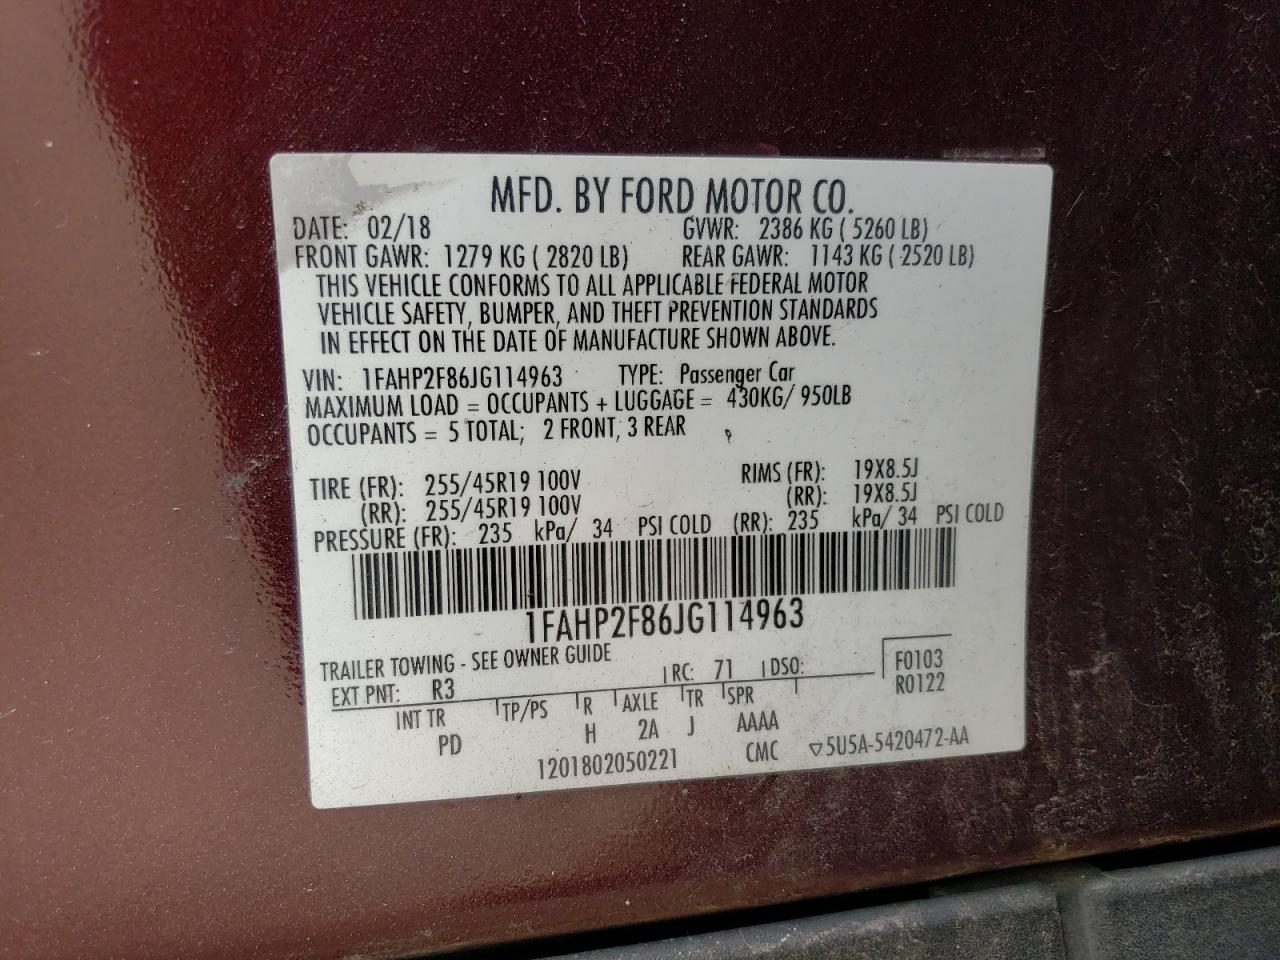 MFD. BY FORD MOTOR CO.
DATE: 02/18 GVWR: 2386 KG ( 5260 LB)
FRONT GAWR: 1279 KG ( 2820 LB) REAR GAWR: 1143 KG ( 2520 LB)
THIS VEHICLE CONFORMS TO ALL APPLICABLE FEDERAL MOTOR
VEHICLE SAFETY, BUMPER, AND THEFT PREVENTION STANDARDS
IN EFFECT ON THE DATE OF MANUFACTURE SHOWN ABOVE.
VIN: 1FAHP2F86JG114963 TYPE: Passenger Car
MAXIMUM LOAD = OCCUPANTS + LUGGAGE = 430KG/ 950LB
OCCUPANTS = 5 TOTAL; 2 FRONT, 3 REAR
TIRE (FR): 255/45R19 100V RIMS (FR): 19X8.5J
(RR): 255/45R19 100V (RR): 19X8.5J
PRESSURE (FR): 235 kPa/ 34 PSI COLD (RR): 235 kPa/ 34 PSI COLD
1FAHP2F86JG114963
TRAILER TOWING - SEE OWNER GUIDE
EXT PNT: R3 RC: 71 DSO: F0103
R0122
INT TR TP/PS R AXLE TR SPR
PD H 2A J AAAA
1201802050221 CMC ▽5U5A-5420472-AA